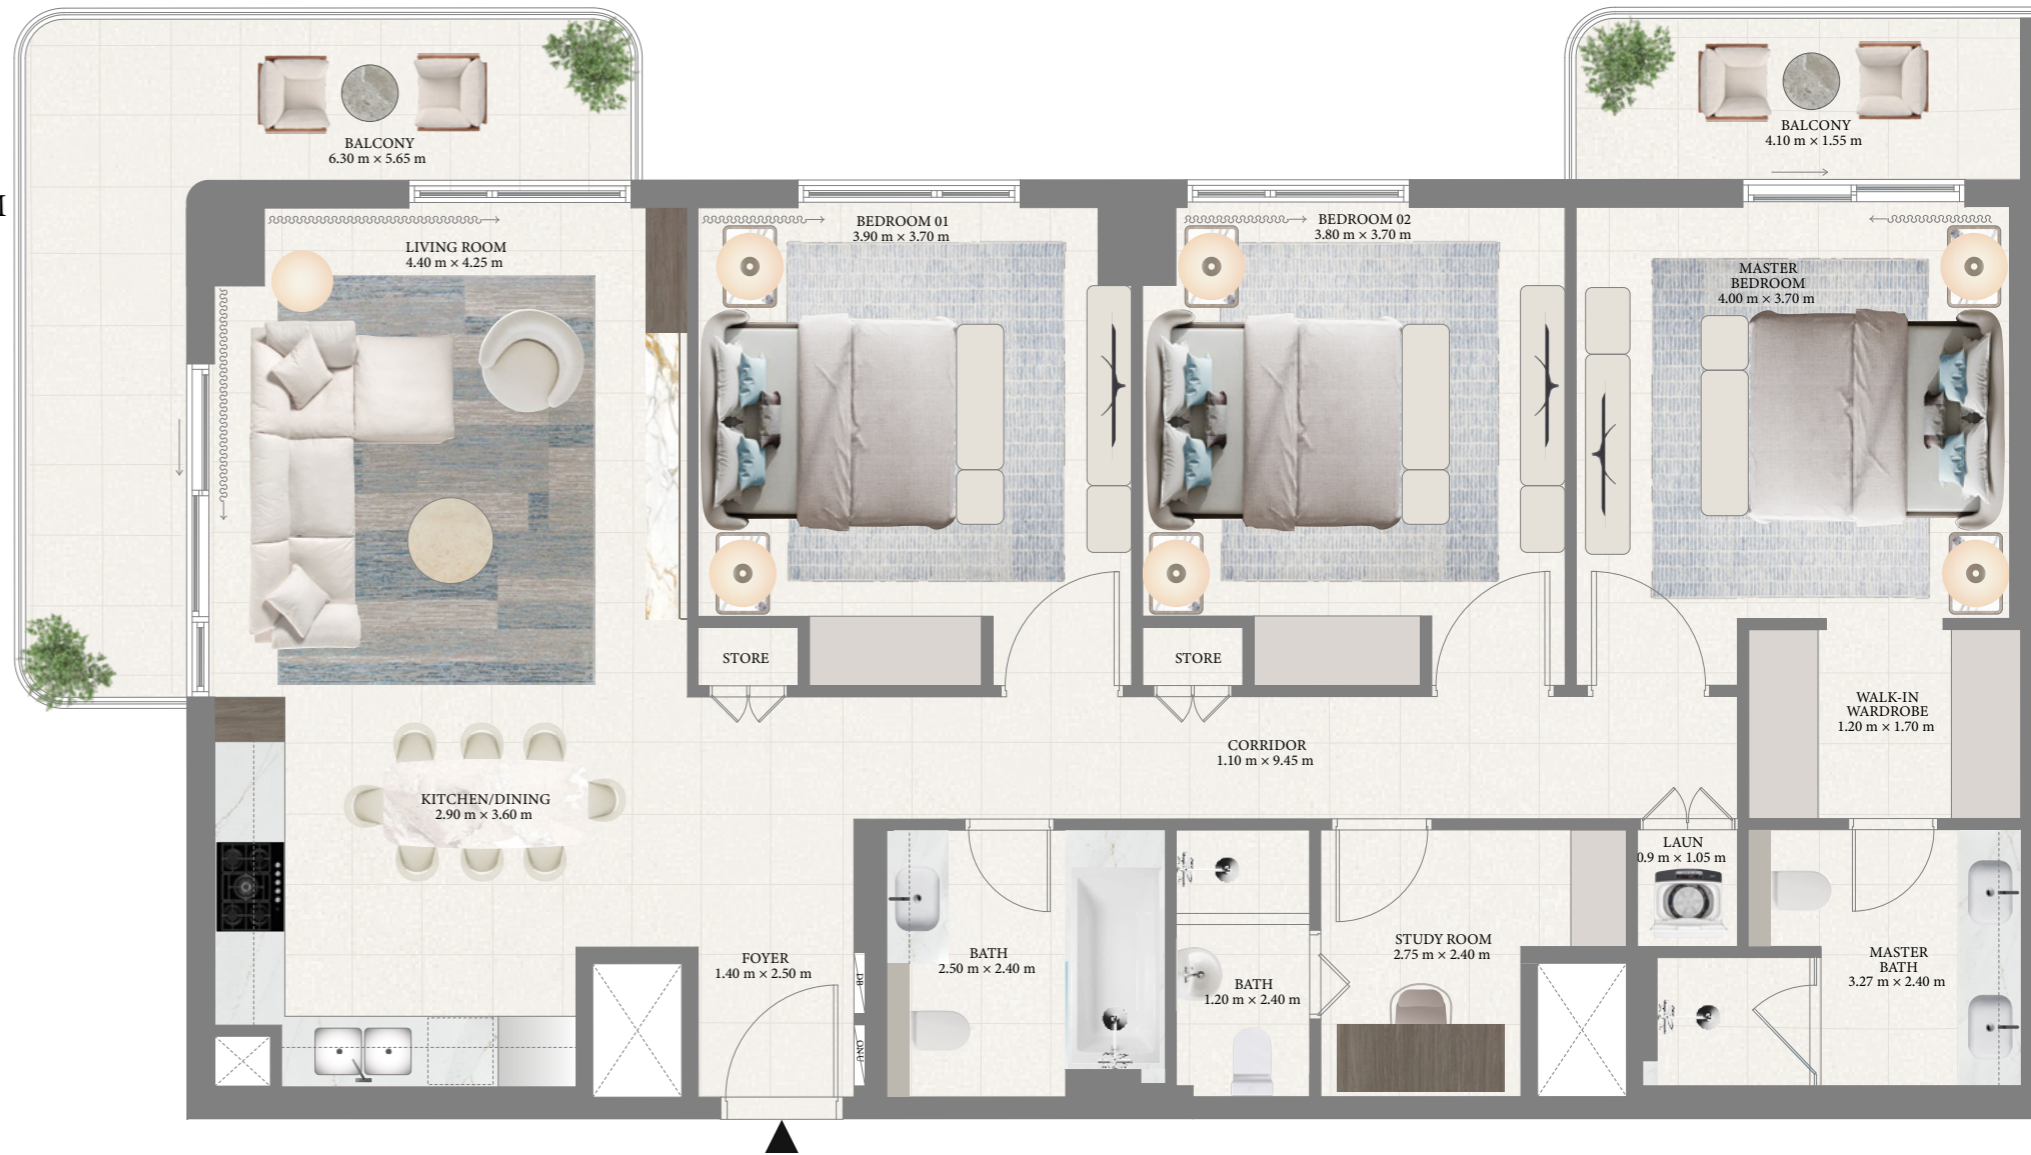 BALCONY
6.30 m × 5.65 m
BALCONY
4.10 m × 1.55 m
LIVING ROOM
4.40 m × 4.25 m
BEDROOM 01
3.90 m × 3.70 m
BEDROOM 02
3.80 m × 3.70 m
MASTER
BEDROOM
4.00 m × 3.70 m
STORE
STORE
WALK-IN
WARDROBE
1.20 m × 1.70 m
CORRIDOR
1.10 m × 9.45 m
KITCHEN/DINING
2.90 m × 3.60 m
LAUN
0.9 m × 1.05 m
FOYER
1.40 m × 2.50 m
DB
ONU
BATH
2.50 m × 2.40 m
BATH
1.20 m × 2.40 m
STUDY ROOM
2.75 m × 2.40 m
MASTER
BATH
3.27 m × 2.40 m